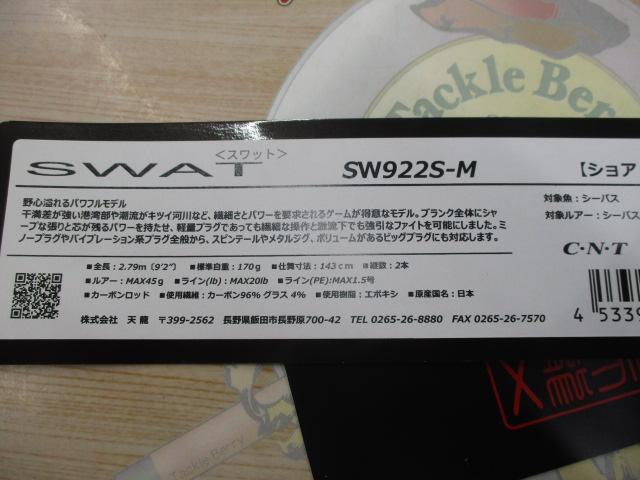 Tackle Berry
SWAT <スワット> SW922S-M 【ショア
野心溢れるパワフルモデル
干満差が強い港湾部や潮流がキツイ河川など、繊細さとパワーを要求されるゲームが得意なモデル。ブランク全体にシャ
ープな張りと芯が残るパワーを持たせ、軽量プラグであっても繊細な操作と激流下でも強引なファイトを可能にしました。ミ
ノープラグやバイブレーション系プラグ全般から、スピンテールやメタルジグ、ボリュームがあるビッグプラグにも対応します。
対象魚：シーバス
対象ルアー：シーバス
C·N·T
■全長：2.79m（9'2"） ■標準自重：170g ■仕舞寸法：143cm ■継数：2本
■ルアー：MAX45g ■ライン(lb)：MAX20lb ■ライン(PE):MAX1.5号
■カーボンロッド ■使用繊維：カーボン96% グラス 4% ■使用樹脂：エポキシ ■原産国名：日本
株式会社 天龍 〒399-2562 長野県飯田市長野原700-42 TEL 0265-26-8880 FAX 0265-26-7570
4 5339
Tackle Berry